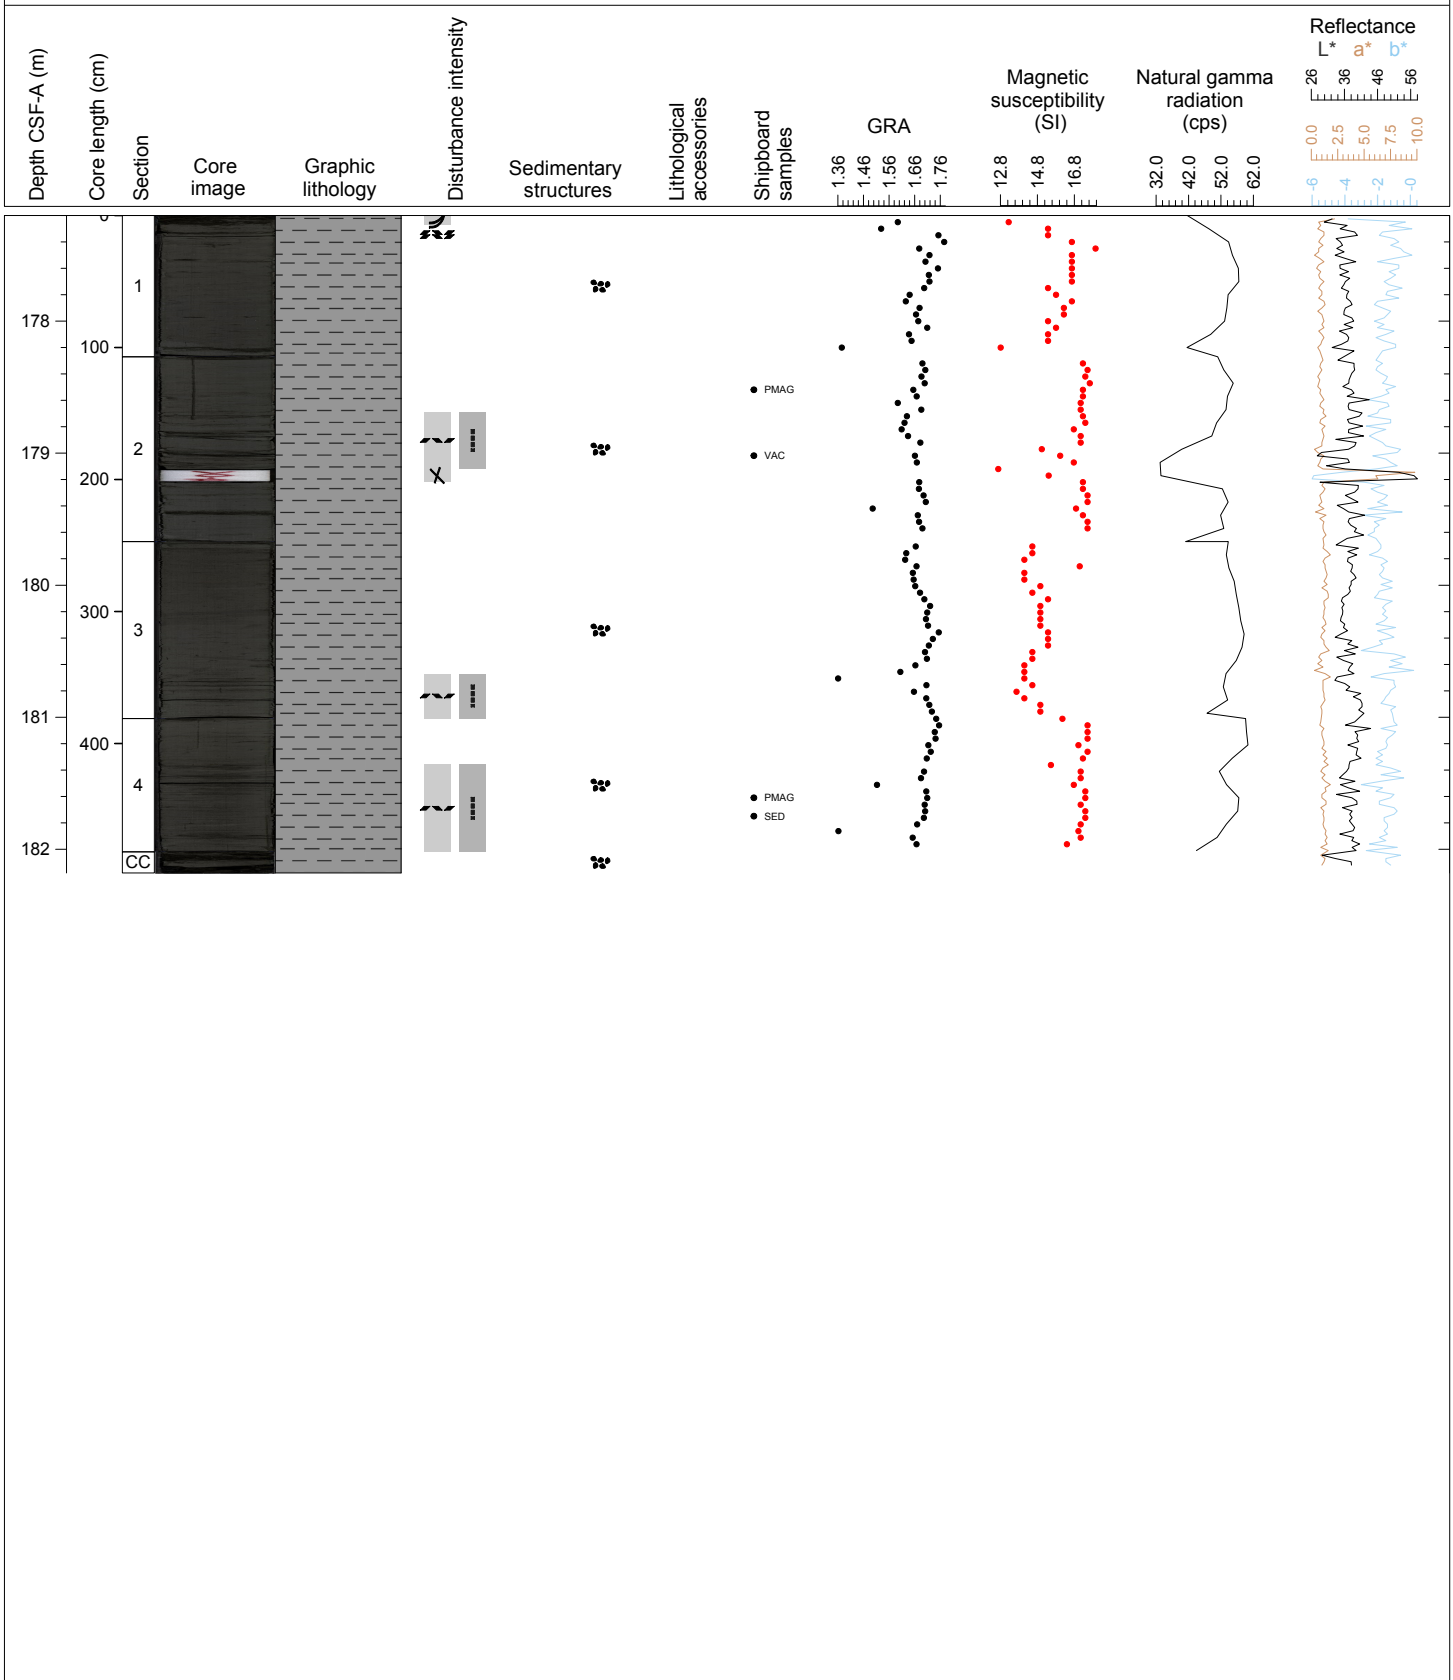 Depth CSF-A (m)
Core length (cm)
Section
Core
image
Graphic
lithology
Disturbance intensity
Sedimentary
structures
Lithological
accessories
Shipboard
samples
GRA
1.36 1.46 1.56 1.66 1.76
Magnetic
susceptibility
(SI)
12.8 14.8 16.8
Natural gamma
radiation
(cps)
32.0 42.0 52.0 62.0
Reflectance
L* a* b*
26 36 46 56
0.0 2.5 5.0 7.5 10.0
-6 -4 -2 -0
0
1
178
100
PMAG
2
179
VAC
200
180
300
3
181
400
4
PMAG
SED
182
CC